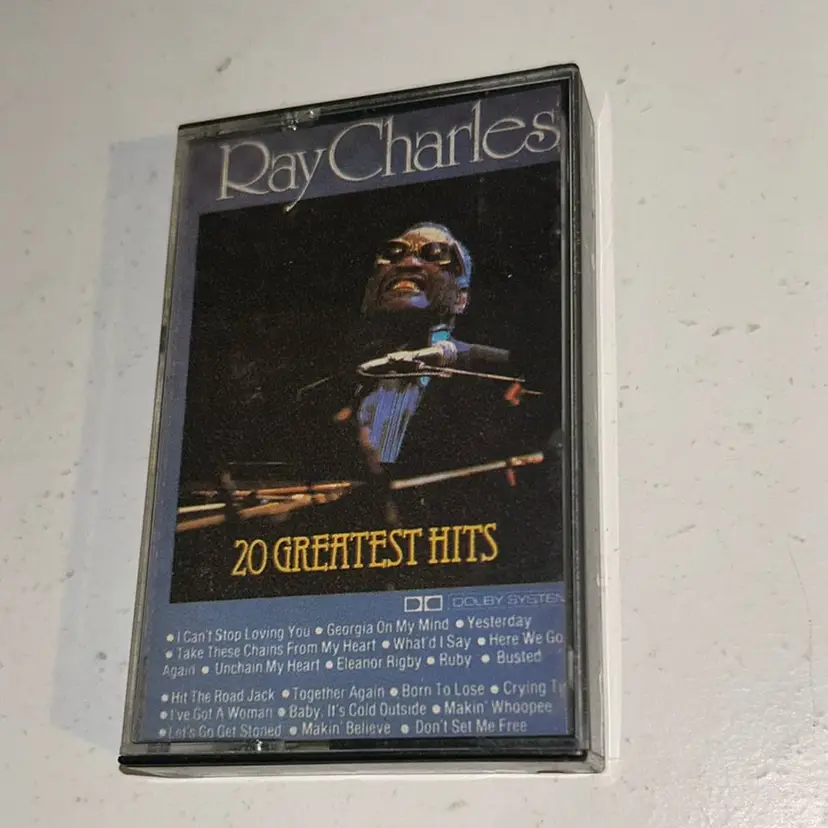 Ray Charles
20 GREATEST HITS
DOLBY SYSTEM
• I Can't Stop Loving You • Georgia On My Mind • Yesterday
• Take These Chains From My Heart • What'd I Say • Here We Go
Again • Unchain My Heart • Eleanor Rigby • Ruby • Busted
• Hit The Road Jack • Together Again • Born To Lose • Crying
• I've Got A Woman • Baby, It's Cold Outside • Makin' Whoopee
• Let's Go Get Stoned • Makin' Believe • Don't Set Me Free